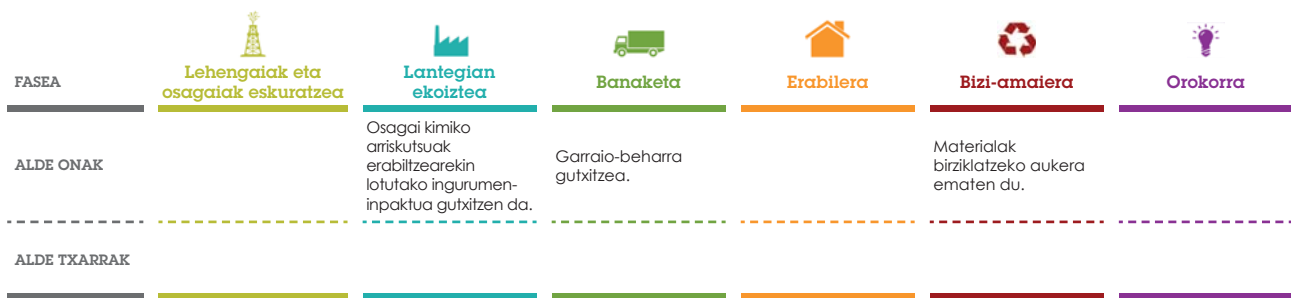 FASEA
Lehengaiak eta
osagaiak eskuratzea
Lantegian
ekoiztea
Banaketa
Erabilera
Bizi-amaiera
Orokorra
ALDE ONAK
Osagai kimiko
arriskutsuak
erabiltzearekin
lotutako ingurumen-
inpaktua gutxitzen da.
Garraio-beharra
gutxitzea.
Materialak
birziklatzeko aukera
ematen du.
ALDE TXARRAK